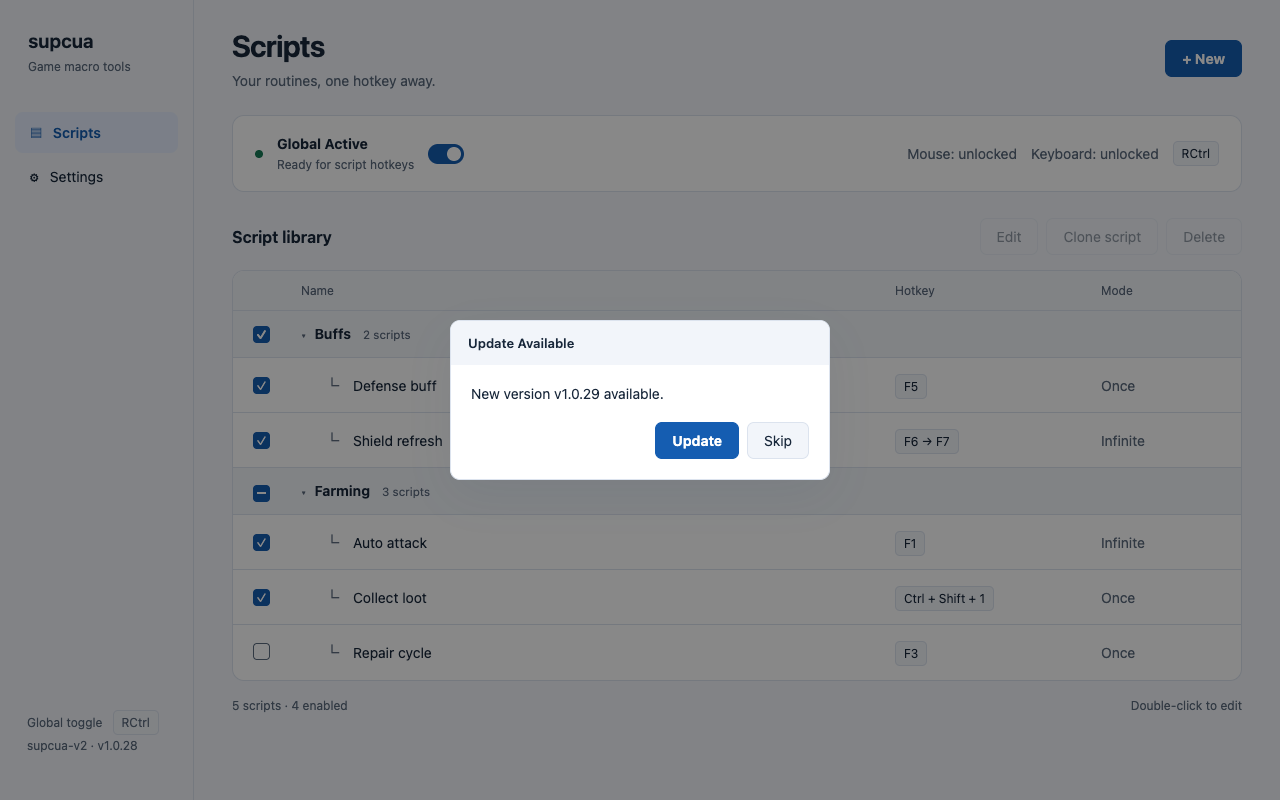 supcua
Game macro tools
Scripts
Settings
Global toggle RCtrl
supcua-v2 · v1.0.28
Scripts
Your routines, one hotkey away.
+ New
Global Active
Ready for script hotkeys
Mouse: unlocked Keyboard: unlocked RCtrl
Script library
Edit Clone script Delete
Name Hotkey Mode
Buffs 2 scripts
Defense buff F5 Once
Shield refresh F6 → F7 Infinite
Farming 3 scripts
Auto attack F1 Infinite
Collect loot Ctrl + Shift + 1 Once
Repair cycle F3 Once
5 scripts · 4 enabled Double-click to edit
Update Available
New version v1.0.29 available.
Update Skip